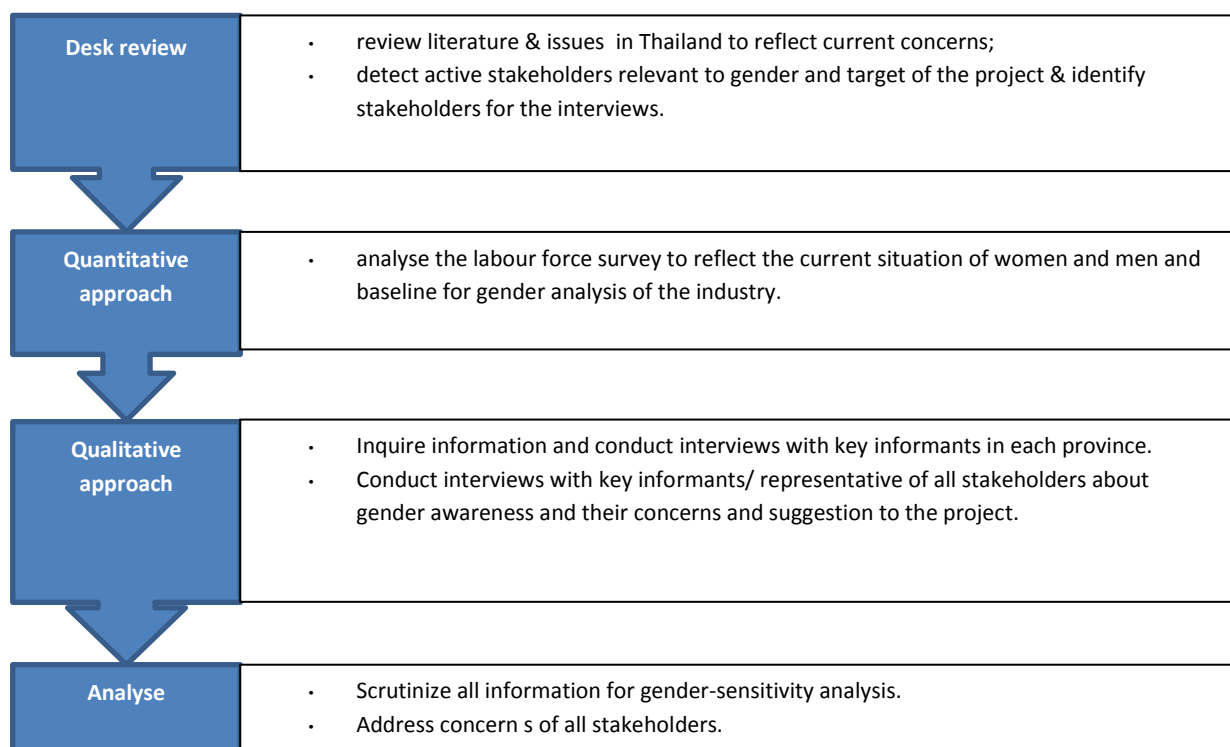 Desk review
· review literature & issues in Thailand to reflect current concerns;
· detect active stakeholders relevant to gender and target of the project & identify
stakeholders for the interviews.
Quantitative
approach
· analyse the labour force survey to reflect the current situation of women and men and
baseline for gender analysis of the industry.
Qualitative
approach
· Inquire information and conduct interviews with key informants in each province.
· Conduct interviews with key informants/ representative of all stakeholders about
gender awareness and their concerns and suggestion to the project.
Analyse
· Scrutinize all information for gender-sensitivity analysis.
· Address concern s of all stakeholders.